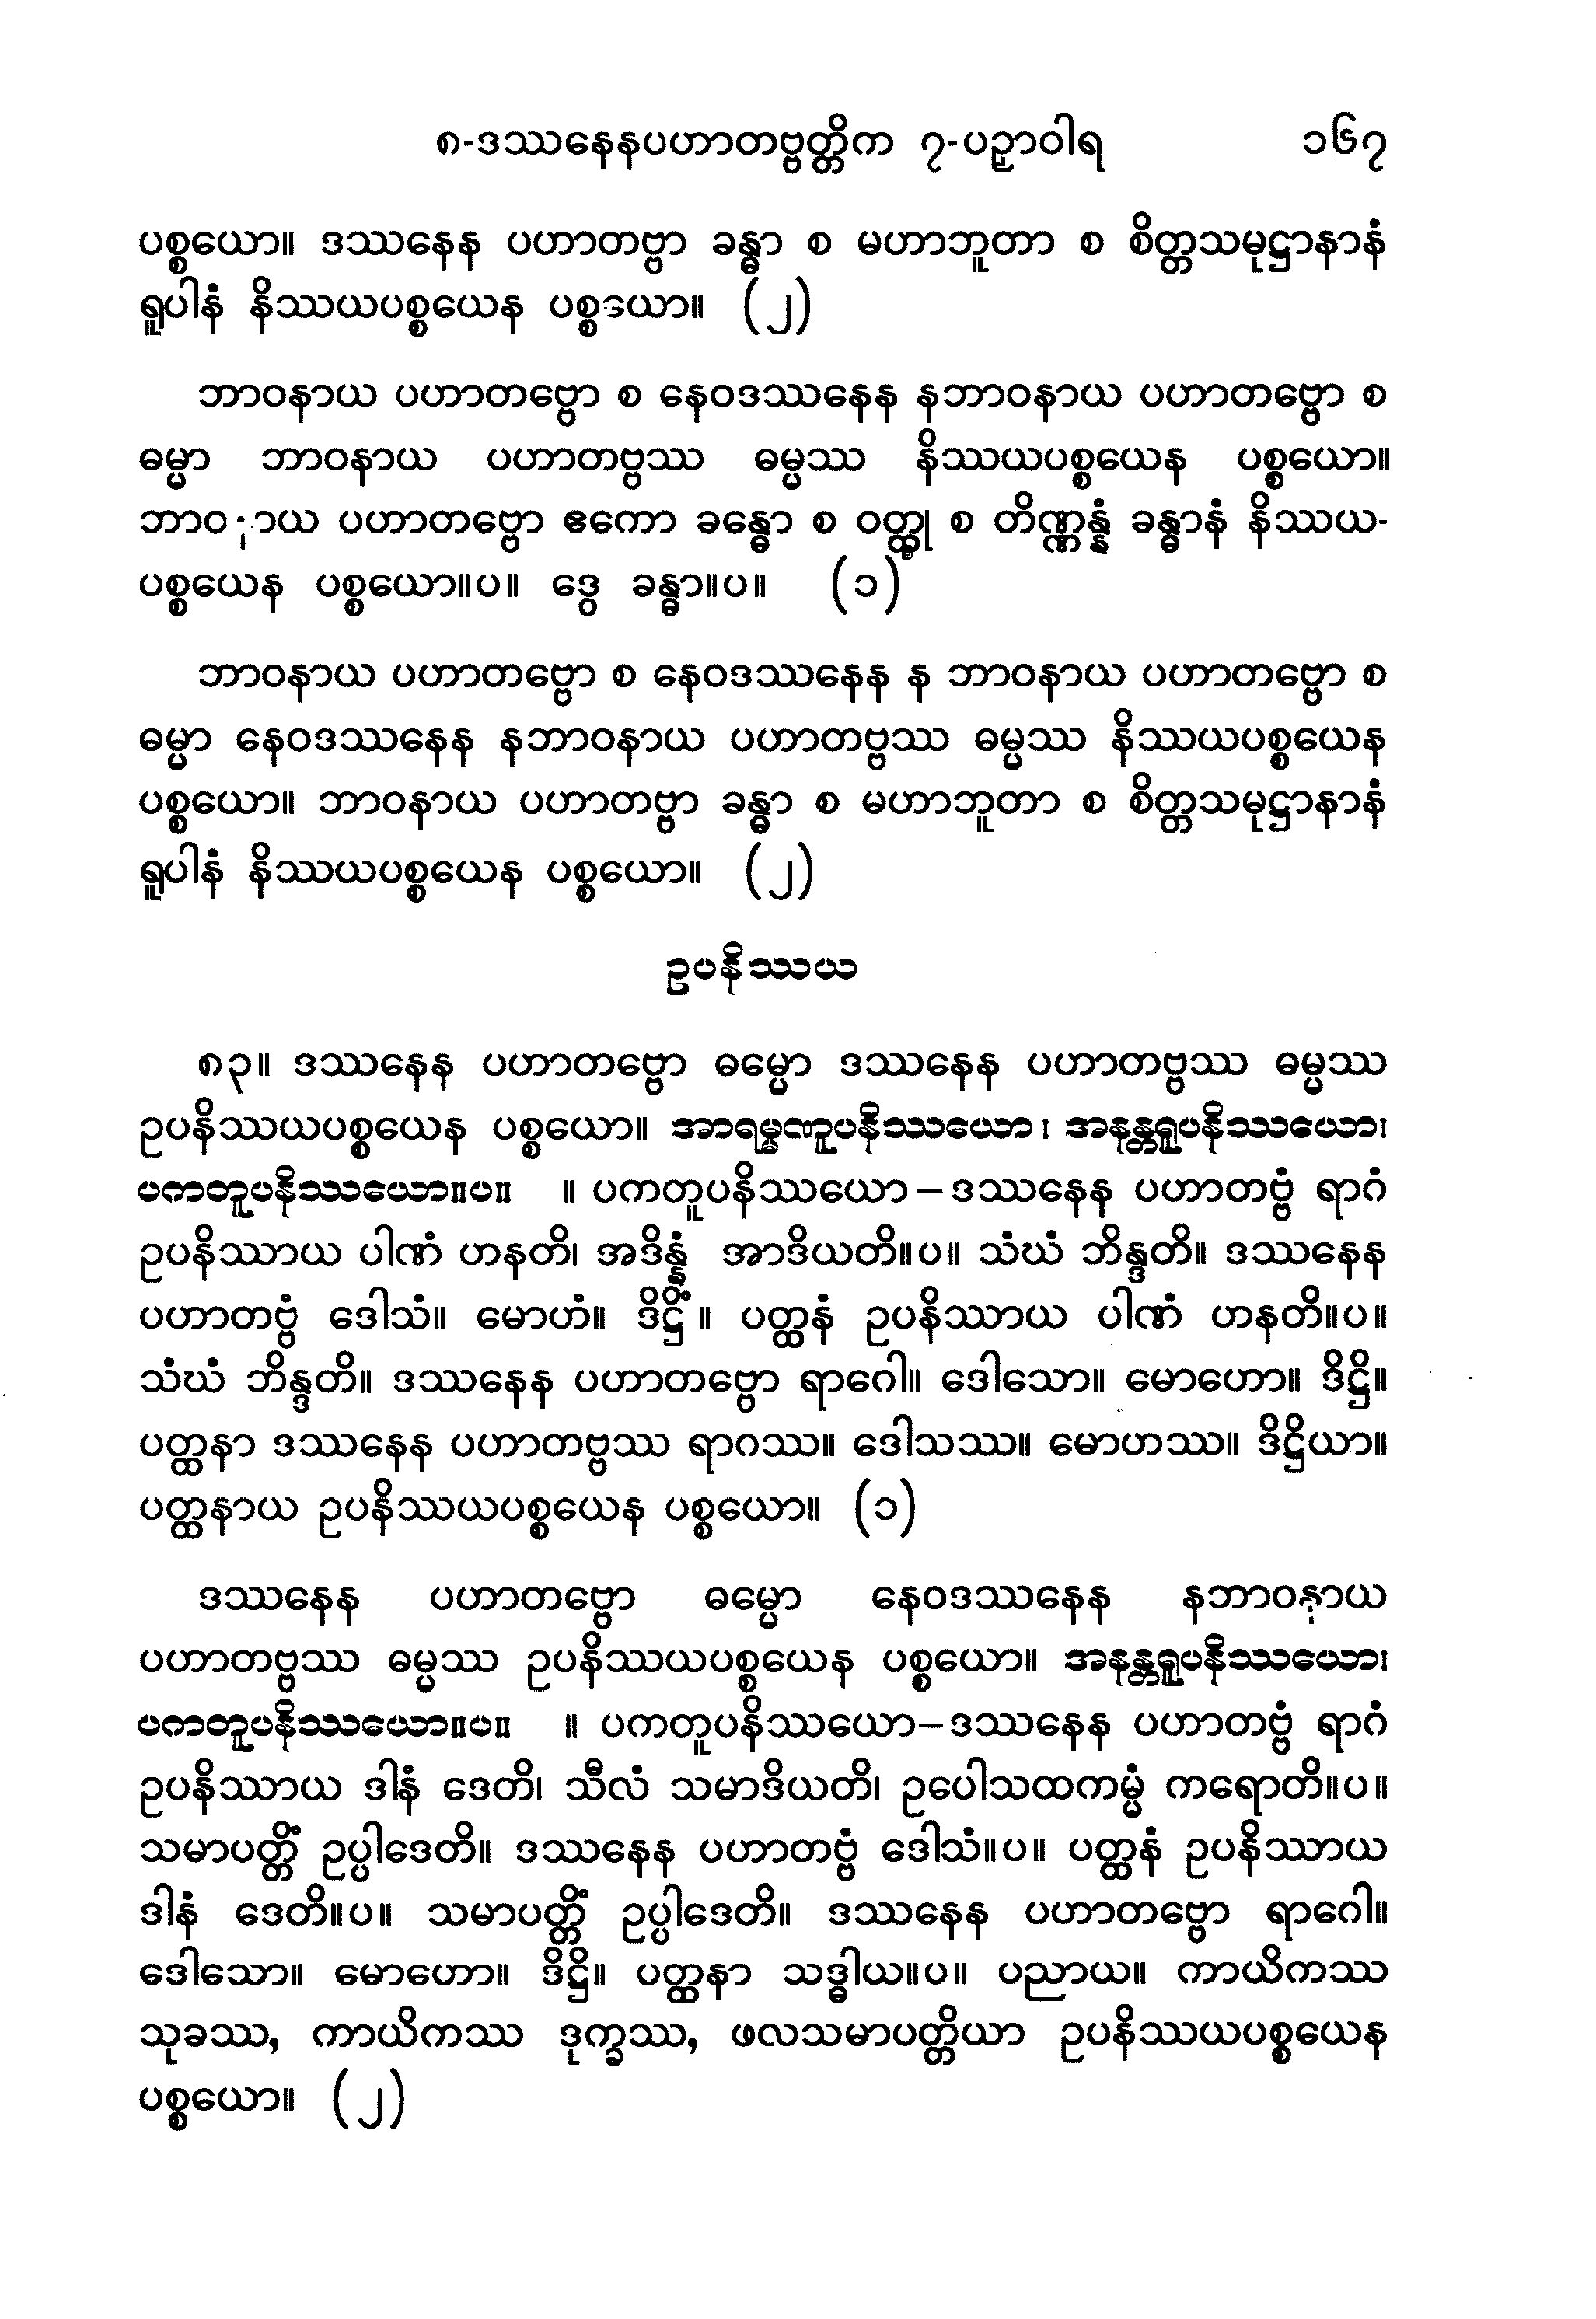 ၈-ဒဿနေနပဟာတဗ္ဗတ္တိက ၇-ပဉှာဝါရ ၁၆၇
ပစ္စယော။ ဒဿနေန ပဟာတဗ္ဗာ ခန္ဓာ စ မဟာဘူတာ စ စိတ္တသမုဋ္ဌာနာနံ
ရူပါနံ နိဿယပစ္စယေန ပစ္စဒယာ။ (၂)
ဘာဝနာယ ပဟာတဗ္ဗော စ နေဝဒဿနေန နဘာဝနာယ ပဟာတဗ္ဗော စ
ဓမ္မာ ဘာဝနာယ ပဟာတဗ္ဗဿ ဓမ္မဿ နိဿယပစ္စယေန ပစ္စယော။
ဘာဝနာယ ပဟာတဗ္ဗော ဧကော ခန္ဓော စ ဝတ္ထု စ တိဏ္ဏန္နံ ခန္ဓာနံ နိဿယ-
ပစ္စယေန ပစ္စယော။ပ။ ဒွေ ခန္ဓာ။ပ။ (၁)
ဘာဝနာယ ပဟာတဗ္ဗော စ နေဝဒဿနေန န ဘာဝနာယ ပဟာတဗ္ဗော စ
ဓမ္မာ နေဝဒဿနေန နဘာဝနာယ ပဟာတဗ္ဗဿ ဓမ္မဿ နိဿယပစ္စယေန
ပစ္စယော။ ဘာဝနာယ ပဟာတဗ္ဗာ ခန္ဓာ စ မဟာဘူတာ စ စိတ္တသမုဋ္ဌာနာနံ
ရူပါနံ နိဿယပစ္စယေန ပစ္စယော။ (၂)
ဥပနိဿယ
၈၃။ ဒဿနေန ပဟာတဗ္ဗော ဓမ္မော ဒဿနေန ပဟာတဗ္ဗဿ ဓမ္မဿ
ဥပနိဿယပစ္စယေန ပစ္စယော။ အာရမ္မဏူပနိဿယော၊ အနန္တရူပနိဿယော၊
ပကတူပနိဿယော။ပ။ ။ ပကတူပနိဿယော – ဒဿနေန ပဟာတဗ္ဗံ ရာဂံ
ဥပနိဿာယ ပါဏံ ဟနတိ၊ အဒိန္နံ အာဒိယတိ။ပ။ သံဃံ ဘိန္ဒတိ။ ဒဿနေန
ပဟာတဗ္ဗံ ဒေါသံ။ မောဟံ။ ဒိဋ္ဌိံ။ ပတ္ထနံ ဥပနိဿာယ ပါဏံ ဟနတိ။ပ။
သံဃံ ဘိန္ဒတိ။ ဒဿနေန ပဟာတဗ္ဗော ရာဂေါ။ ဒေါသော။ မောဟော။ ဒိဋ္ဌိ။
ပတ္ထနာ ဒဿနေန ပဟာတဗ္ဗဿ ရာဂဿ။ ဒေါသဿ။ မောဟဿ။ ဒိဋ္ဌိယာ။
ပတ္ထနာယ ဥပနိဿယပစ္စယေန ပစ္စယော။ (၁)
ဒဿနေန ပဟာတဗ္ဗော ဓမ္မော နေဝဒဿနေန နဘာဝနာယ
ပဟာတဗ္ဗဿ ဓမ္မဿ ဥပနိဿယပစ္စယေန ပစ္စယော။ အနန္တရူပနိဿယော၊
ပကတူပနိဿယော။ပ။ ။ ပကတူပနိဿယော – ဒဿနေန ပဟာတဗ္ဗံ ရာဂံ
ဥပနိဿာယ ဒါနံ ဒေတိ၊ သီလံ သမာဒိယတိ၊ ဥပေါသထကမ္မံ ကရောတိ။ပ။
သမာပတ္တိံ ဥပ္ပါဒေတိ။ ဒဿနေန ပဟာတဗ္ဗံ ဒေါသံ။ပ။ ပတ္ထနံ ဥပနိဿာယ
ဒါနံ ဒေတိ။ပ။ သမာပတ္တိံ ဥပ္ပါဒေတိ။ ဒဿနေန ပဟာတဗ္ဗော ရာဂေါ။
ဒေါသော။ မောဟော။ ဒိဋ္ဌိ။ ပတ္ထနာ သဒ္ဓါယ။ပ။ ပညာယ။ ကာယိကဿ
သုခဿ, ကာယိကဿ ဒုက္ခဿ, ဖလသမာပတ္တိယာ ဥပနိဿယပစ္စယေန
ပစ္စယော။ (၂)